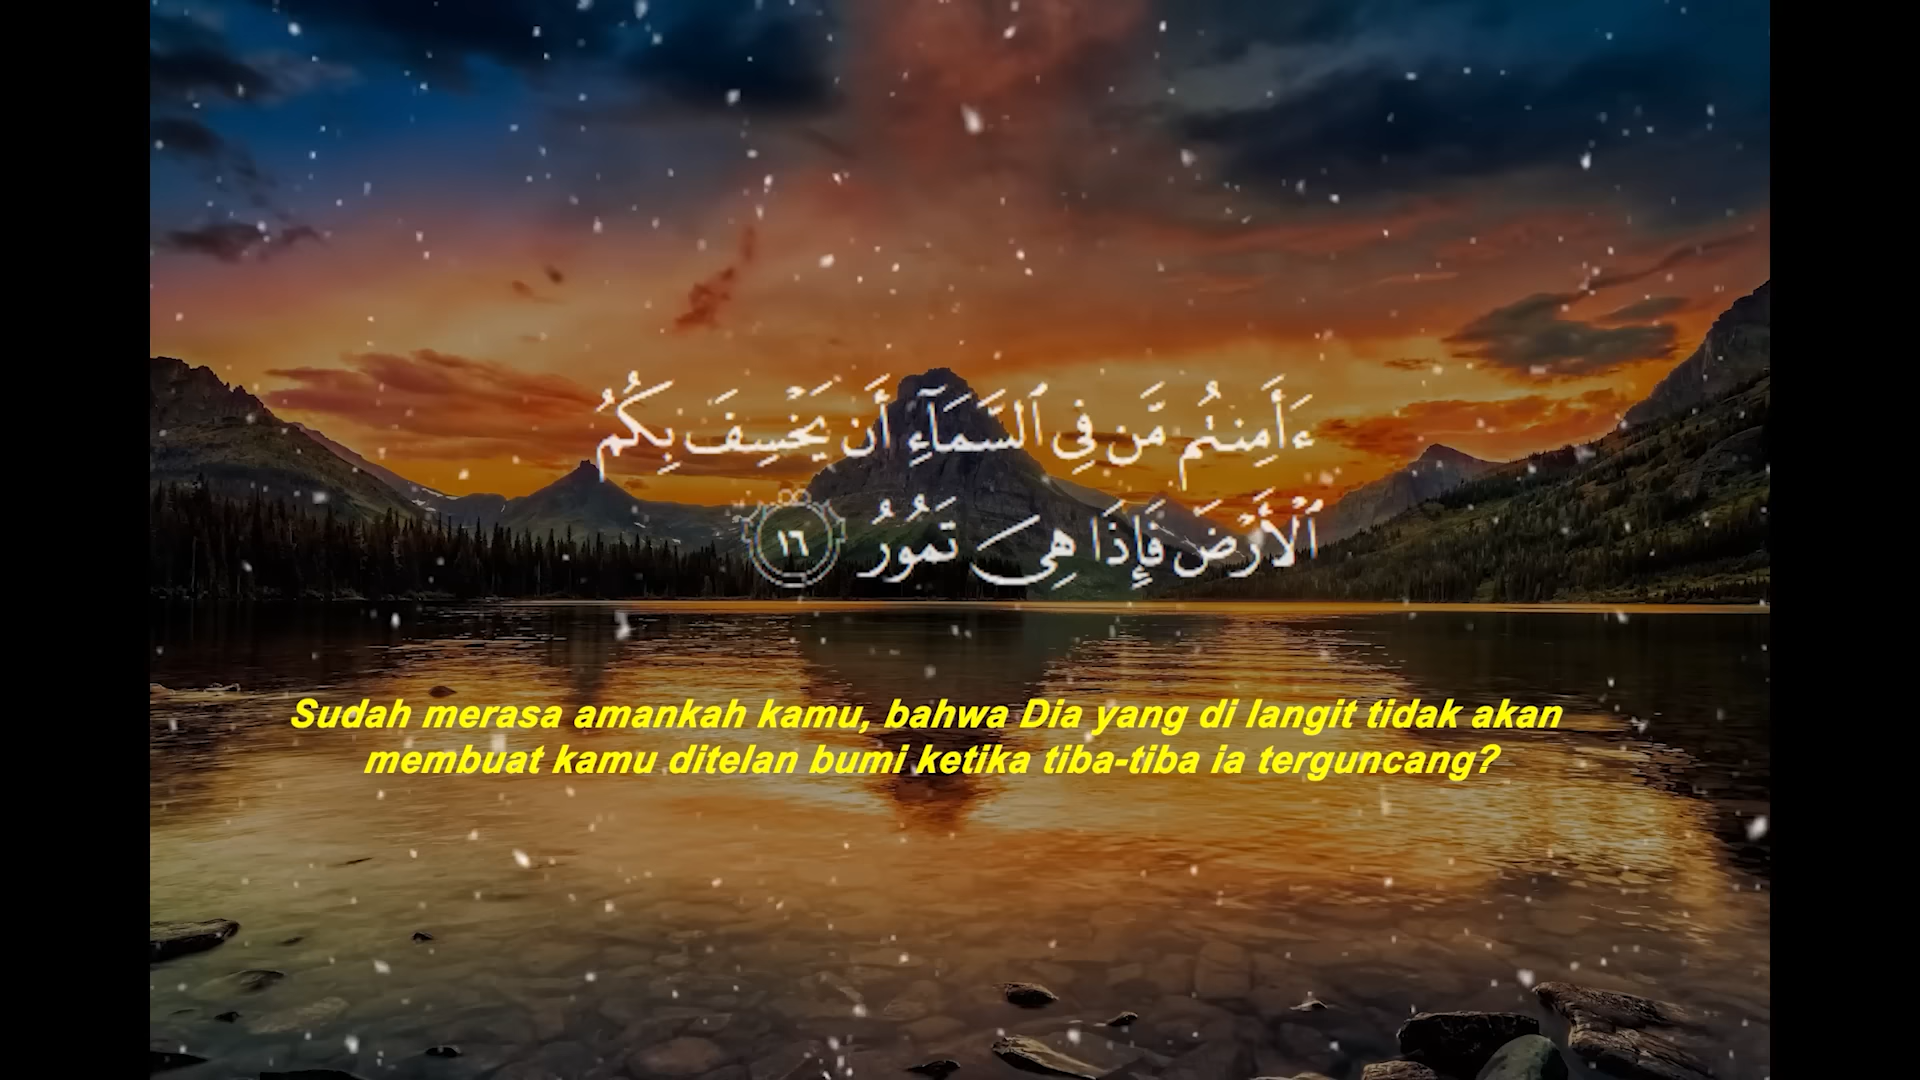 ءَأَمِنتُم مَّن فِي ٱلسَّمَآءِ أَن يَخۡسِفَ بِكُمُ
ٱلۡأَرۡضَ فَإِذَا هِيَ تَمُورُ ١٦
Sudah merasa amankah kamu, bahwa Dia yang di langit tidak akan
membuat kamu ditelan bumi ketika tiba-tiba ia terguncang?